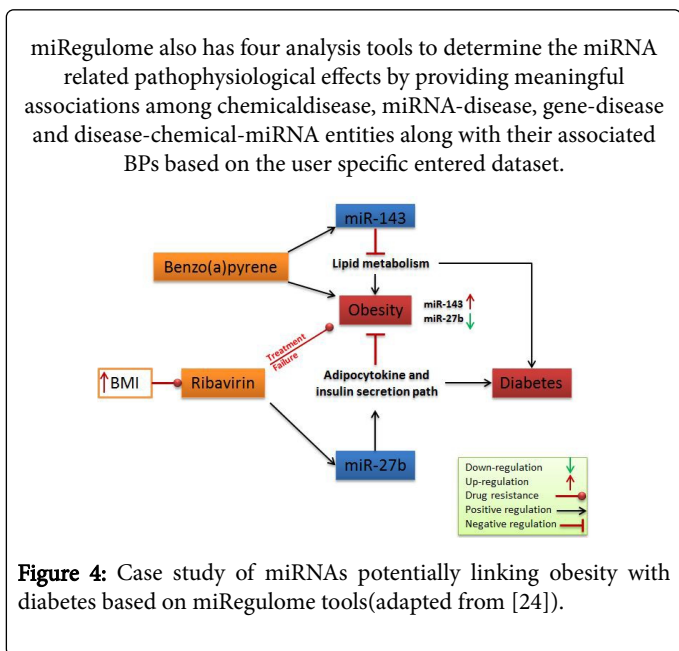 miRegulome also has four analysis tools to determine the miRNA
related pathophysiological effects by providing meaningful
associations among chemicaldisease, miRNA-disease, gene-disease
and disease-chemical-miRNA entities along with their associated
BPs based on the user specific entered dataset.
miR-143
Lipid metabolism
Benzo(a)pyrene
Obesity
miR-143
miR-27b
Treatment
Failure
BMI
Ribavirin
Adipocytokine and
insulin secretion path
Diabetes
miR-27b
Down-regulation
Up-regulation
Drug resistance
Positive regulation
Negative regulation
Figure 4: Case study of miRNAs potentially linking obesity with
diabetes based on miRegulome tools(adapted from [24]).